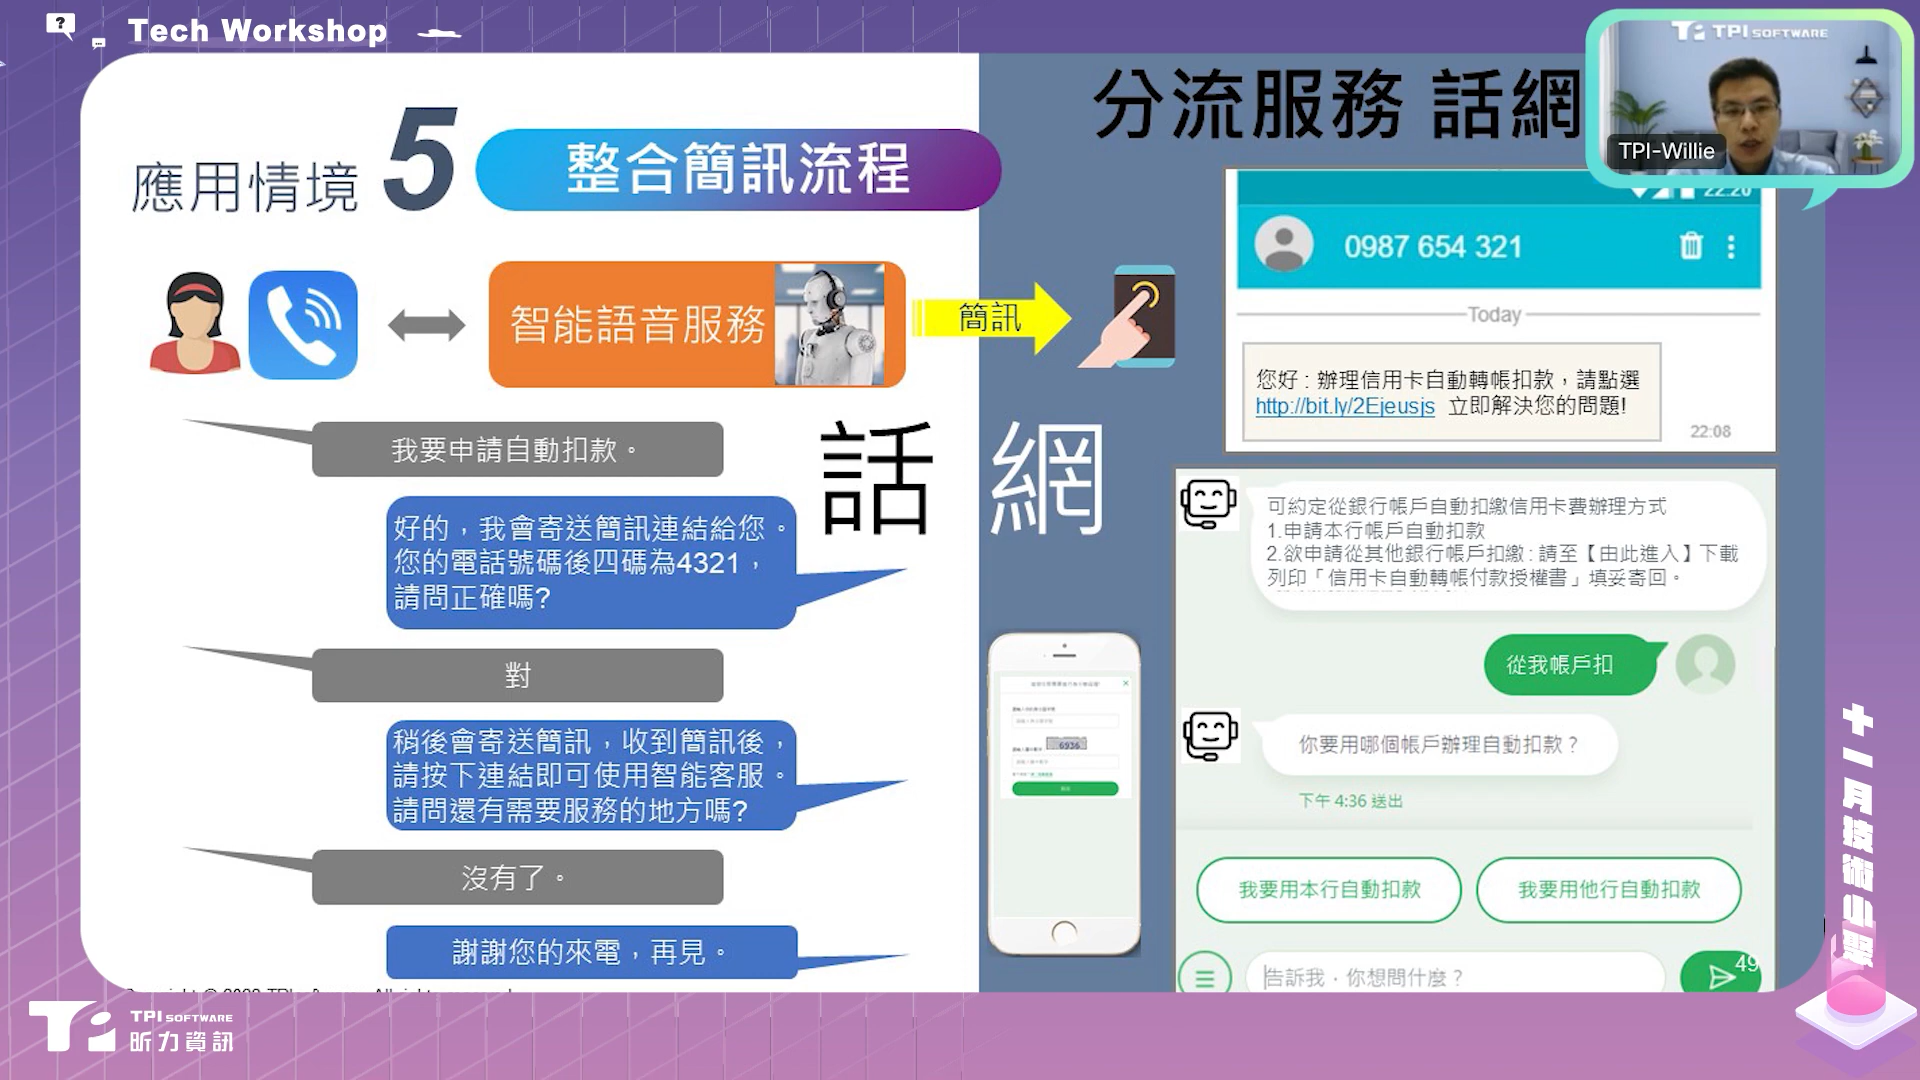 Tech Workshop
應用情境 5 整合簡訊流程
智能語音服務
簡訊
我要申請自動扣款。
好的，我會寄送簡訊連結給您。
您的電話號碼後四碼為4321，
請問正確嗎?
對
稍後會寄送簡訊，收到簡訊後，
請按下連結即可使用智能客服。
請問還有需要服務的地方嗎?
沒有了。
謝謝您的來電，再見。
話 網
分流服務 話網
TPI SOFTWARE
TPI-Willie
22:20
0987 654 321
Today
您好 : 辦理信用卡自動轉帳扣款，請點選
http://bit.ly/2Ejeusjs 立即解決您的問題!
22:08
可約定從銀行帳戶自動扣繳信用卡費辦理方式
1.申請本行帳戶自動扣款
2.欲申請從其他銀行帳戶扣繳 : 請至【由此進入】下載
列印「信用卡自動轉帳付款授權書」填妥寄回。
從我帳戶扣
你要用哪個帳戶辦理自動扣款？
下午 4:36 送出
我要用本行自動扣款
我要用他行自動扣款
告訴我，你想問什麼？
49
6936
十一月技術山聚
TPI SOFTWARE
昕力資訊